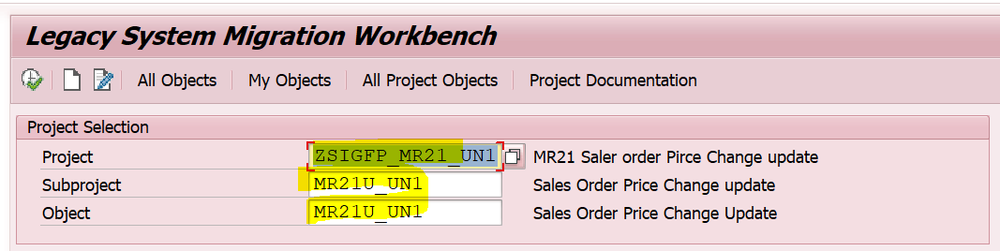 Legacy System Migration Workbench
All Objects My Objects All Project Objects Project Documentation
Project Selection
Project ZSIGFP_MR21_UN1 MR21 Saler order Pirce Change update
Subproject MR21U_UN1 Sales Order Price Change update
Object MR21U_UN1 Sales Order Price Change Update